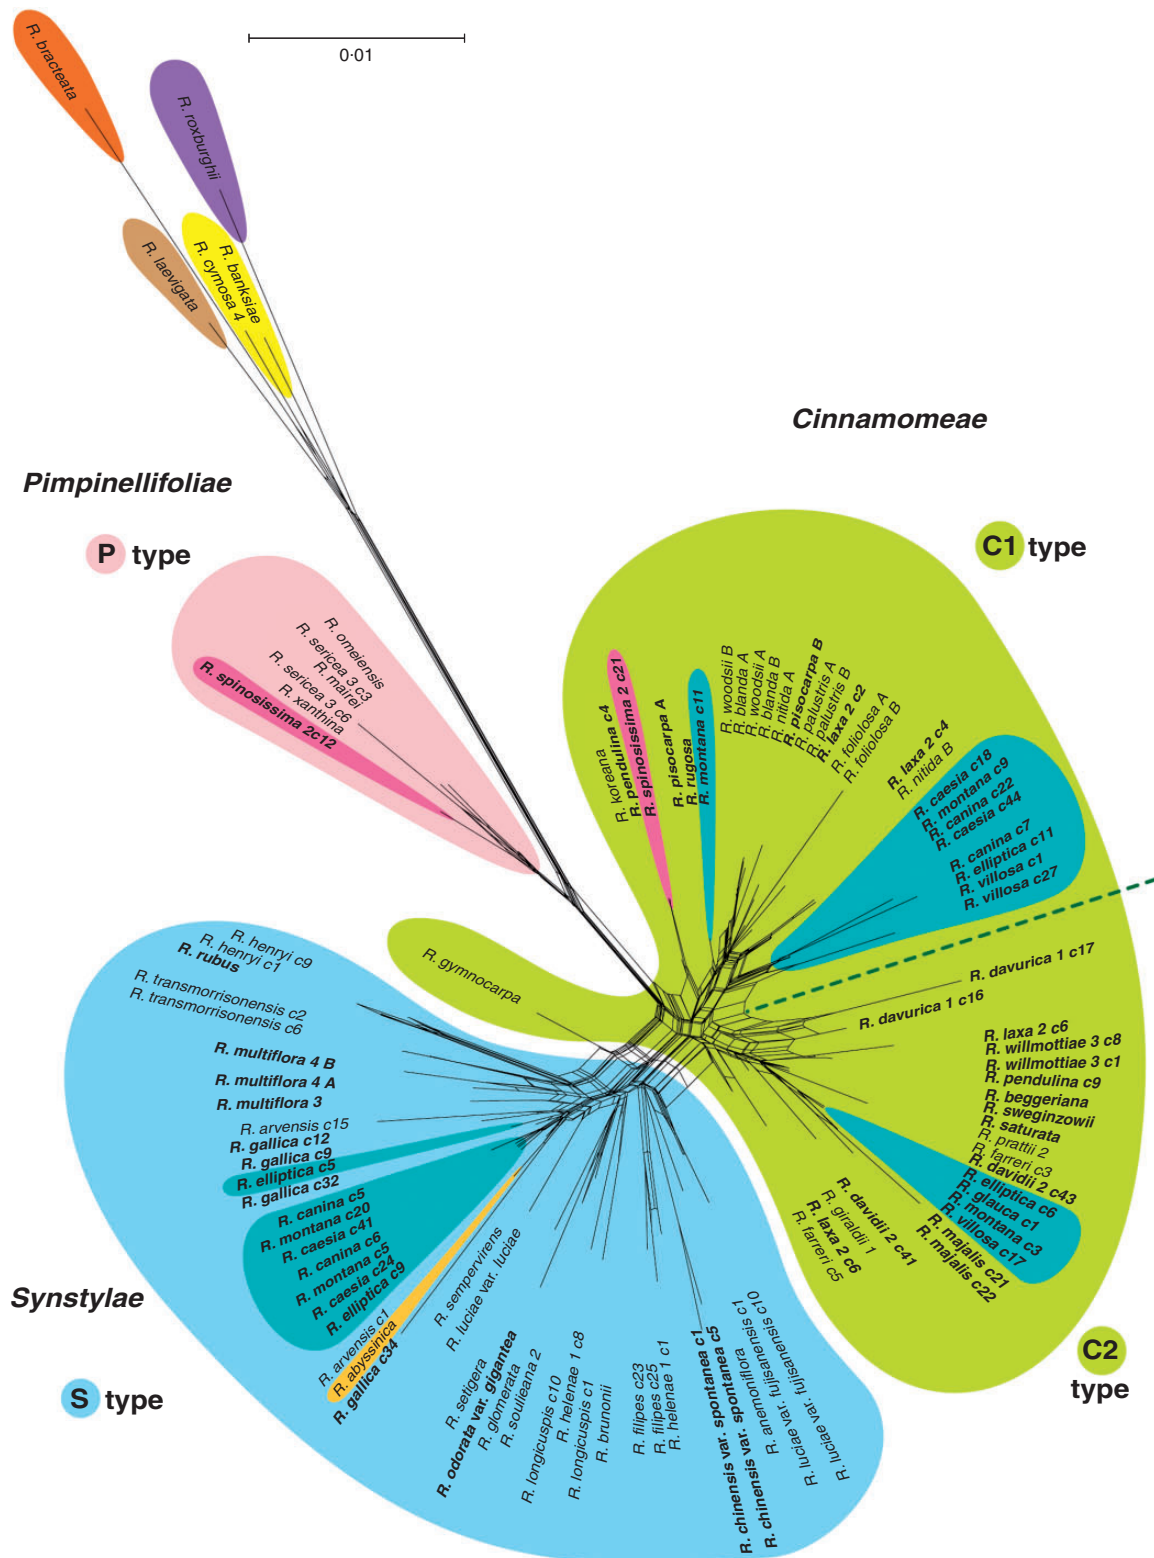 R. bracteata
0·01
R. roxburghii
R. laevigata
R. banksiae
R. cymosa 4
Cinnamomeae
Pimpinellifoliae
P type
C1 type
R. omeiensis
R. sericea 3 c3
R. mairei
R. sericea 3 c6
R. xanthina
R. spinosissima 2c12
R. koreana
R. pendulina c4
R. spinosissima 2 c21
R. pisocarpa A
R. rugosa
R. montana c11
R. woodsii B
R. blanda A
R. woodsii A
R. blanda B
R. nitida A
R. pisocarpa B
R. palustris A
R. palustris B
R. laxa 2 c2
R. foliolosa A
R. foliolosa B
R. laxa 2 c4
R. nitida B
R. caesia c18
R. montana c9
R. canina c22
R. caesia c44
R. canina c7
R. elliptica c11
R. villosa c1
R. villosa c27
R. davurica 1 c17
R. davurica 1 c16
R. gymnocarpa
R. henryi c9
R. henryi c1
R. rubus
R. transmorrisonensis c2
R. transmorrisonensis c6
R. multiflora 4 B
R. multiflora 4 A
R. multiflora 3
R. arvensis c15
R. gallica c12
R. gallica c9
R. elliptica c5
R. gallica c32
R. canina c5
R. montana c20
R. caesia c41
R. canina c6
R. montana c5
R. caesia c24
R. elliptica c9
R. arvensis c1
R. abyssinica
R. gallica c34
Synstylae
S type
R. sempervirens
R. luciae var. luciae
R. setigera
R. odorata var. gigantea
R. glomerata
R. soulieana 2
R. longicuspis c10
R. helenae 1 c8
R. longicuspis c1
R. brunonii
R. filipes c23
R. filipes c25
R. helenae 1 c1
R. chinensis var. spontanea c1
R. chinensis var. spontanea c5
R. anemoniflora
R. luciae var. fujisanensis c1
R. luciae var. fujisanensis c10
R. laxa 2 c6
R. willmottiae 3 c8
R. willmottiae 3 c1
R. pendulina c9
R. beggeriana
R. sweginzowii
R. saturata
R. prattii 2
R. farreri c3
R. davidii 2 c43
R. elliptica c6
R. glauca c1
R. montana c3
R. villosa c17
R. majalis c21
R. majalis c22
R. davidii 2 c41
R. giraldii 1
R. laxa 2 c6
R. farreri c5
C2
type